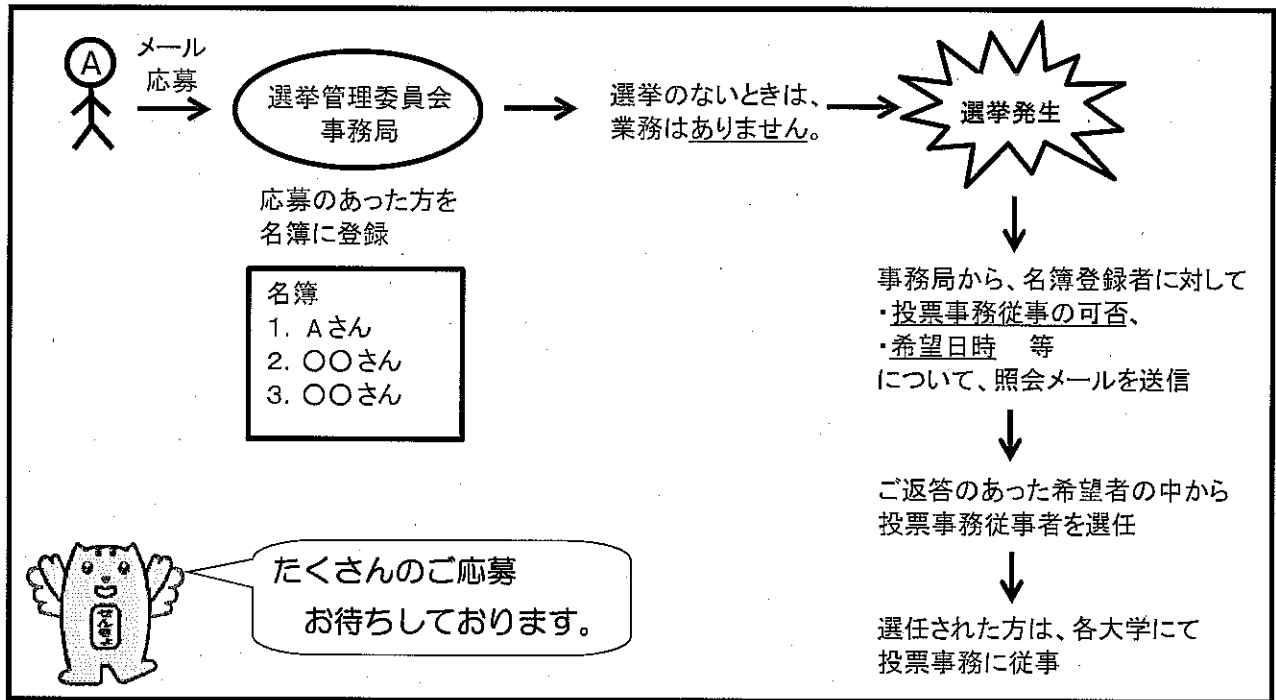 A
メール
応募
選挙管理委員会
事務局
応募のあった方を
名簿に登録
名簿
1. Aさん
2. 〇〇さん
3. 〇〇さん
選挙のないときは、
業務はありません。
選挙発生
事務局から、名簿登録者に対して
・投票事務従事の可否、
・希望日時　等
について、照会メールを送信
ご返答のあった希望者の中から
投票事務従事者を選任
選任された方は、各大学にて
投票事務に従事
たくさんのご応募
お待ちしております。